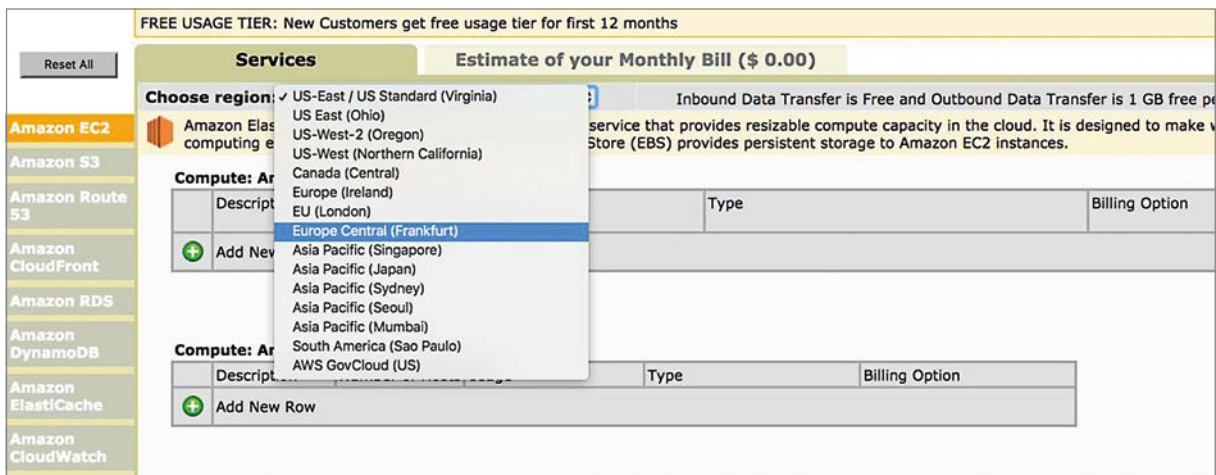 FREE USAGE TIER: New Customers get free usage tier for first 12 months
Reset All
Services
Estimate of your Monthly Bill ($ 0.00)
Choose region:
✓ US-East / US Standard (Virginia)
US East (Ohio)
US-West-2 (Oregon)
US-West (Northern California)
Canada (Central)
Europe (Ireland)
EU (London)
Europe Central (Frankfurt)
Asia Pacific (Singapore)
Asia Pacific (Japan)
Asia Pacific (Sydney)
Asia Pacific (Seoul)
Asia Pacific (Mumbai)
South America (Sao Paulo)
AWS GovCloud (US)
Inbound Data Transfer is Free and Outbound Data Transfer is 1 GB free
Amazon EC2
Amazon S3
Amazon Route
53
Amazon
CloudFront
Amazon RDS
Amazon
DynamoDB
Amazon
ElastiCache
Amazon
CloudWatch
Amazon
service that provides resizable compute capacity in the cloud. It is designed to make
computing
Store (EBS) provides persistent storage to Amazon EC2 instances.
Compute:
Type
Billing Option
Add New
Compute:
Type
Billing Option
Add New Row